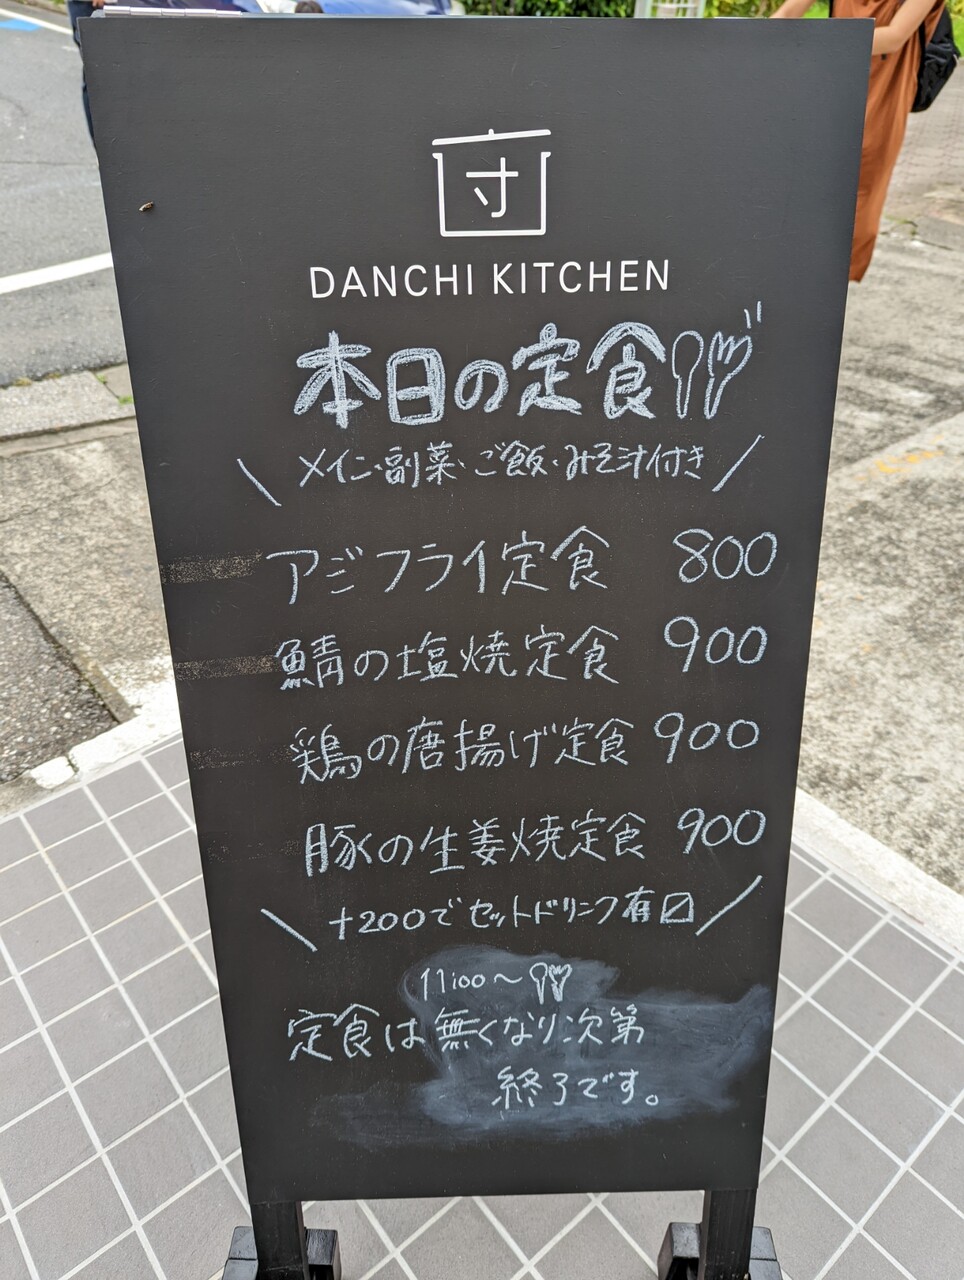 団
DANCHI KITCHEN
本日の定食
メイン・副菜・ご飯・みそ汁付き
アジフライ定食 800
鯖の塩焼定食 900
鶏の唐揚げ定食 900
豚の生姜焼定食 900
+200でセットドリンク有
11:00〜
定食は無くなり次第
終了です。